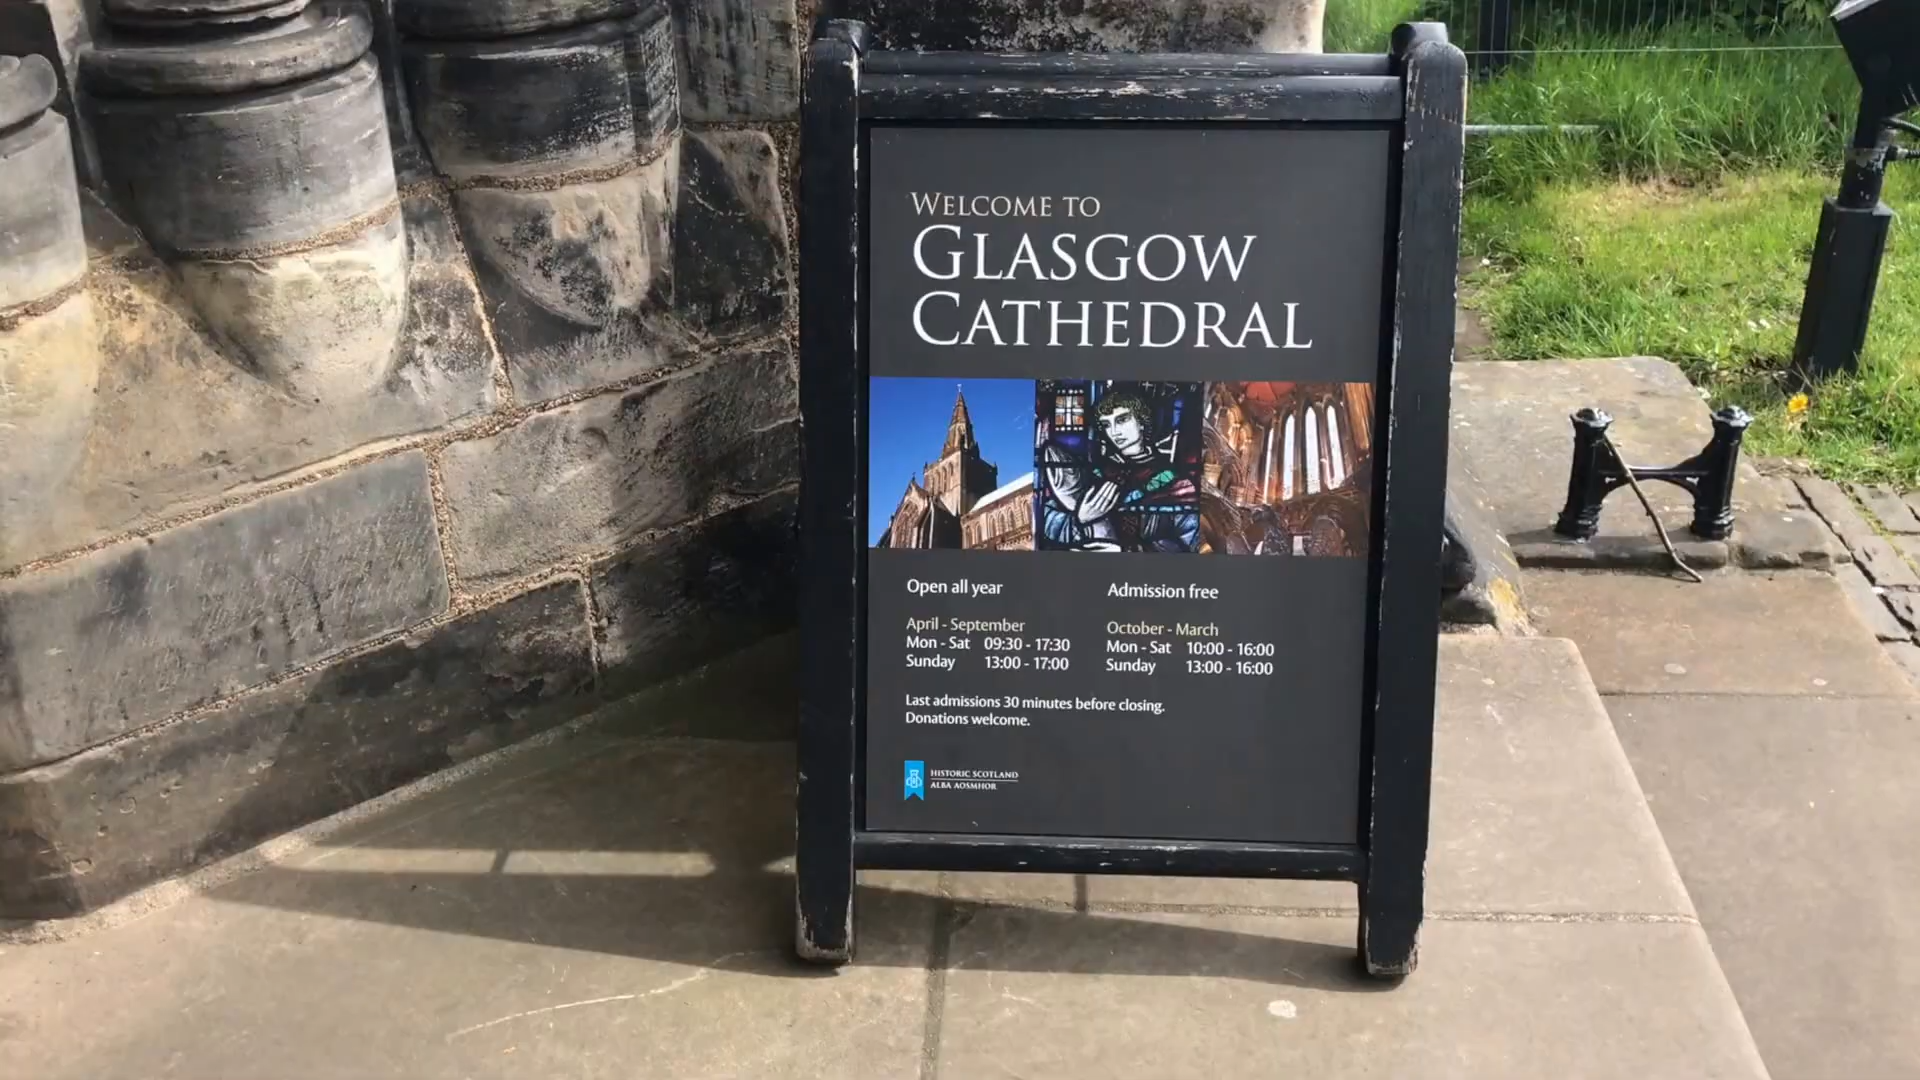 WELCOME TO
GLASGOW
CATHEDRAL
Open all year
April - September
Mon - Sat 09:30 - 17:30
Sunday 13:00 - 17:00
Admission free
October - March
Mon - Sat 10:00 - 16:00
Sunday 13:00 - 16:00
Last admissions 30 minutes before closing.
Donations welcome.
HISTORIC SCOTLAND
ALBA AOSMHOR